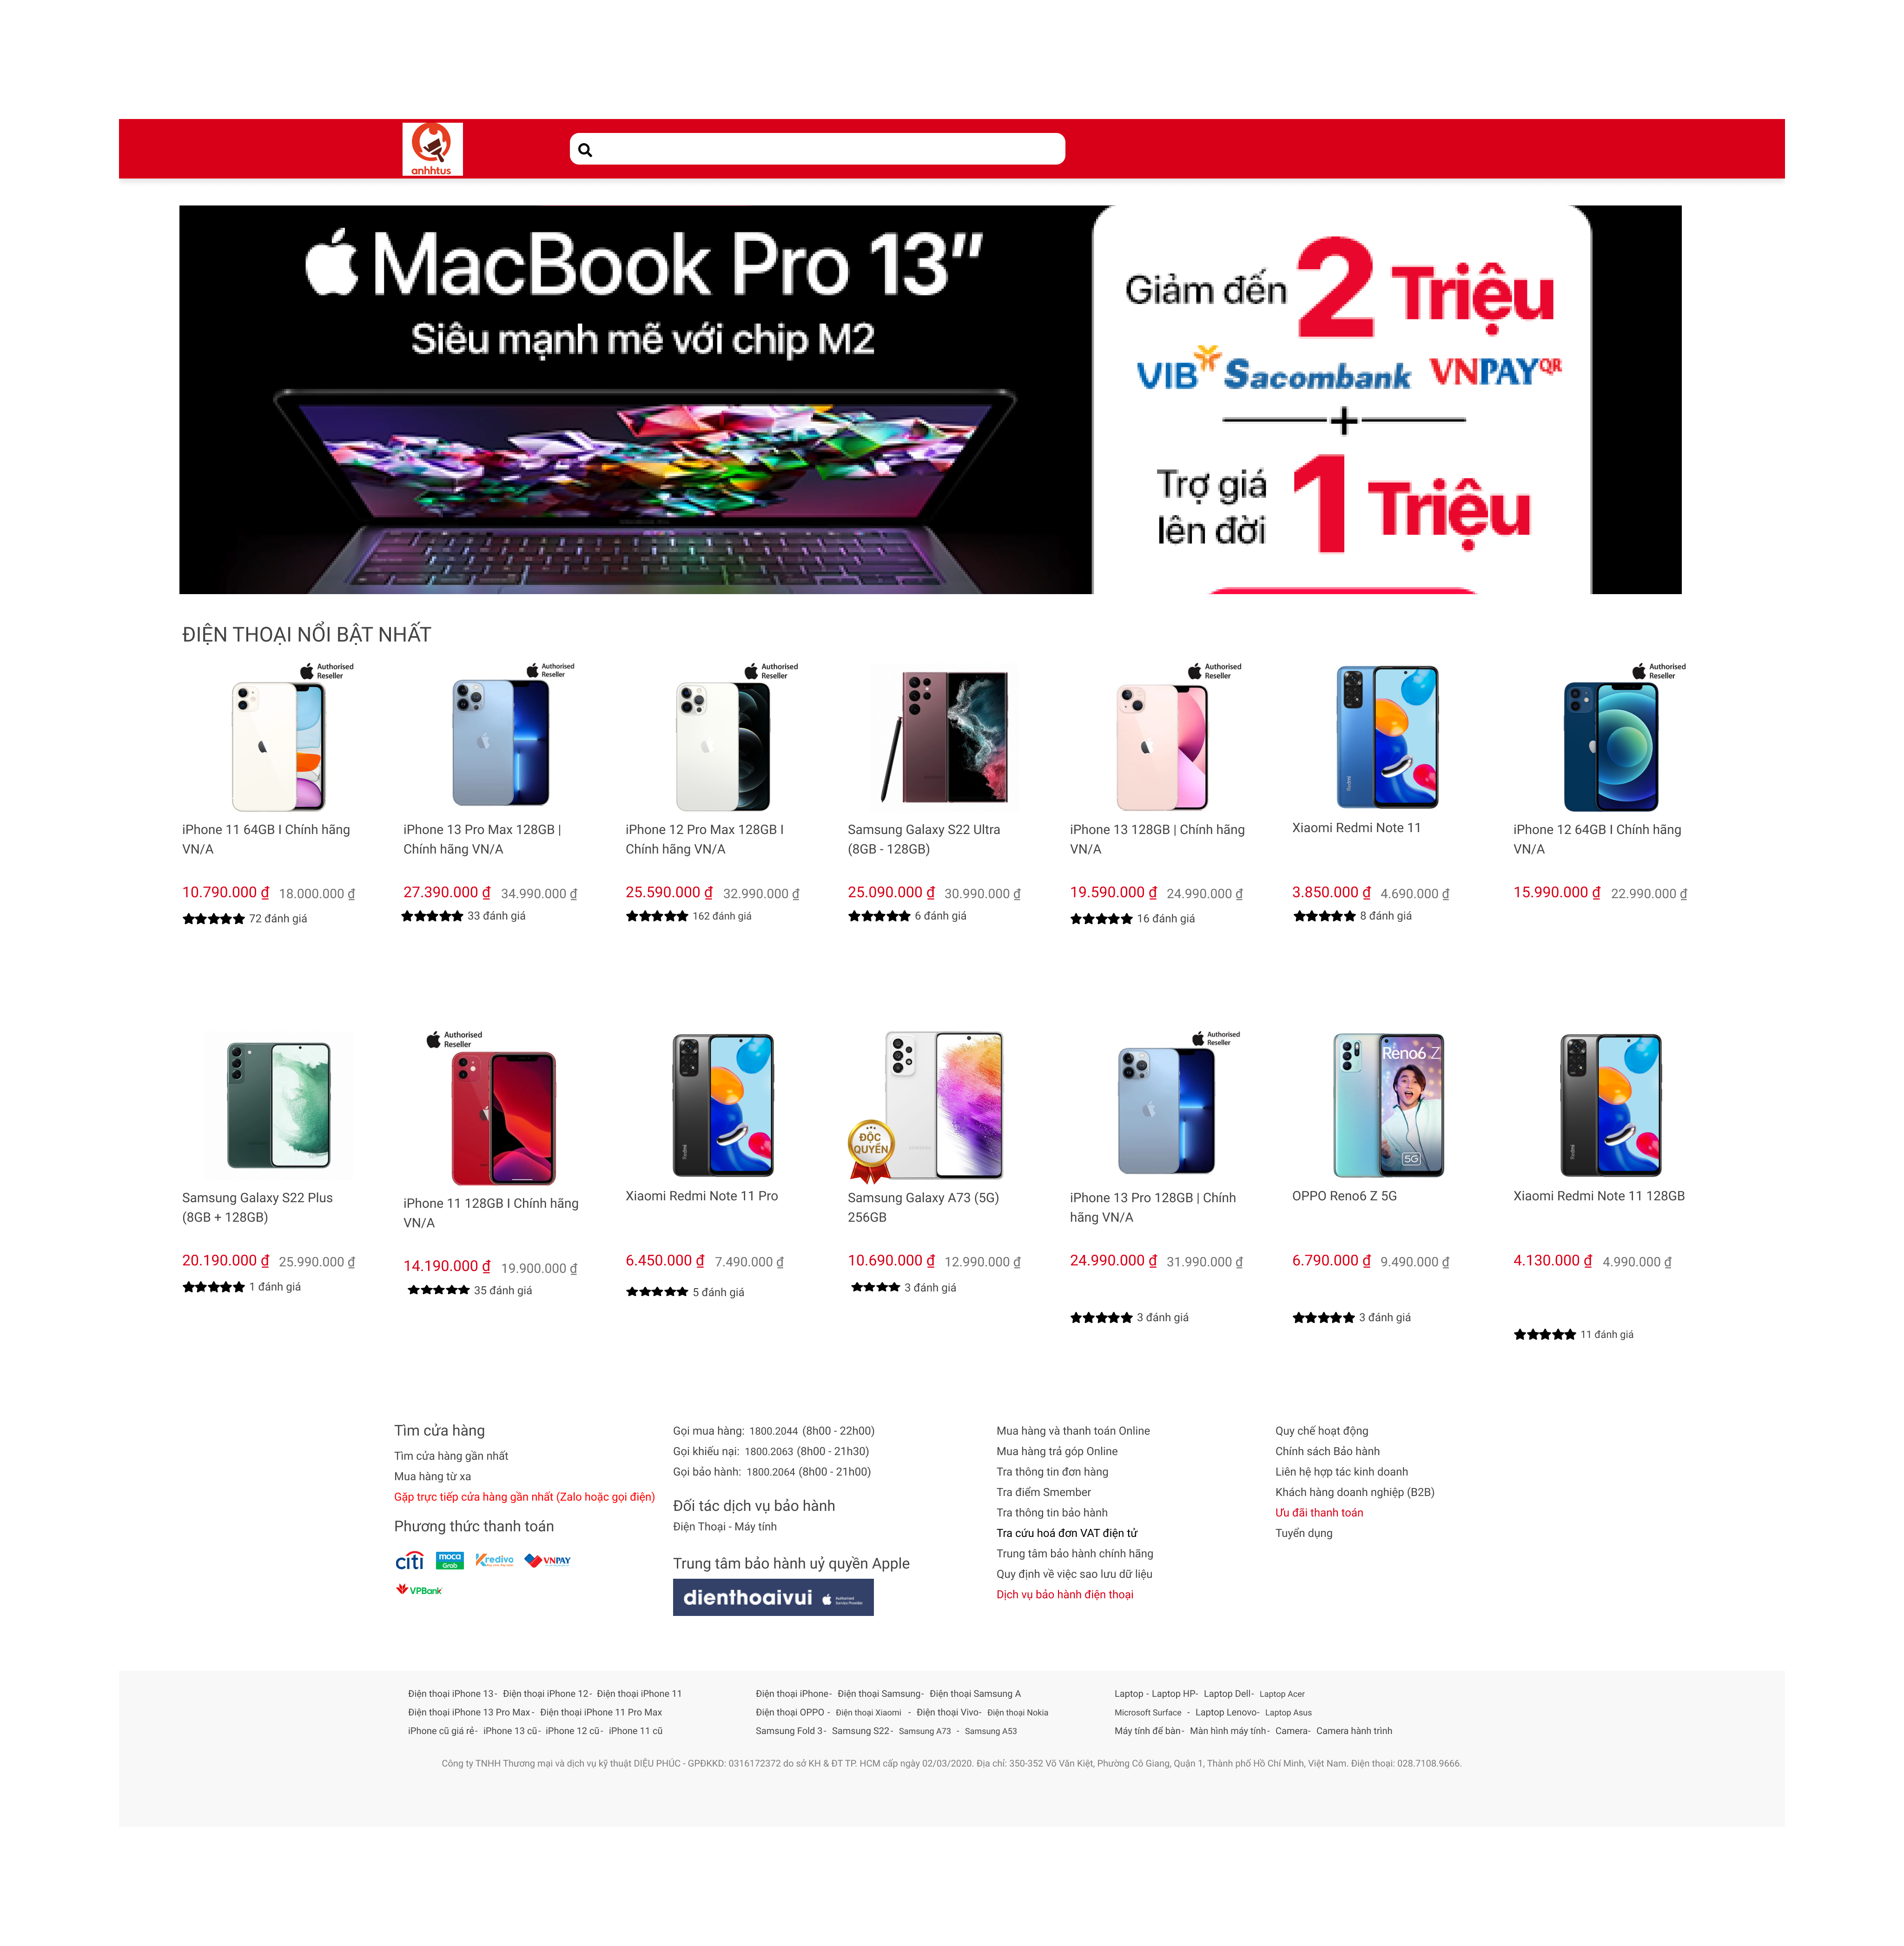 anhhtus
MacBook Pro 13"
Siêu mạnh mẽ với chip M2
Giảm đến 2 Triệu
VIB Sacombank VNPAYQR
+
Trợ giá
lên đời
1 Triệu
ĐIỆN THOẠI NỔI BẬT NHẤT
Authorised
Reseller
iPhone 11 64GB I Chính hãng
VN/A
10.790.000 ₫ 18.000.000 ₫
72 đánh giá
Authorised
Reseller
iPhone 13 Pro Max 128GB |
Chính hãng VN/A
27.390.000 ₫ 34.990.000 ₫
33 đánh giá
Authorised
Reseller
iPhone 12 Pro Max 128GB I
Chính hãng VN/A
25.590.000 ₫ 32.990.000 ₫
162 đánh giá
Samsung Galaxy S22 Ultra
(8GB - 128GB)
25.090.000 ₫ 30.990.000 ₫
6 đánh giá
Authorised
Reseller
iPhone 13 128GB | Chính hãng
VN/A
19.590.000 ₫ 24.990.000 ₫
16 đánh giá
Redmi
Xiaomi Redmi Note 11
3.850.000 ₫ 4.690.000 ₫
8 đánh giá
Authorised
Reseller
iPhone 12 64GB I Chính hãng
VN/A
15.990.000 ₫ 22.990.000 ₫
Samsung Galaxy S22 Plus
(8GB + 128GB)
20.190.000 ₫ 25.990.000 ₫
1 đánh giá
Authorised
Reseller
iPhone 11 128GB I Chính hãng
VN/A
14.190.000 ₫ 19.900.000 ₫
35 đánh giá
Redmi
Xiaomi Redmi Note 11 Pro
6.450.000 ₫ 7.490.000 ₫
5 đánh giá
ĐỘC
QUYỀN
Samsung Galaxy A73 (5G)
256GB
10.690.000 ₫ 12.990.000 ₫
3 đánh giá
Authorised
Reseller
iPhone 13 Pro 128GB | Chính
hãng VN/A
24.990.000 ₫ 31.990.000 ₫
3 đánh giá
Reno6 Z
5G
OPPO Reno6 Z 5G
6.790.000 ₫ 9.490.000 ₫
3 đánh giá
Redmi
Xiaomi Redmi Note 11 128GB
4.130.000 ₫ 4.990.000 ₫
11 đánh giá
Tìm cửa hàng
Tìm cửa hàng gần nhất
Mua hàng từ xa
Gặp trực tiếp cửa hàng gần nhất (Zalo hoặc gọi điện)
Phương thức thanh toán
citi moca Grab Kredivo VNPAY
VPBank
Gọi mua hàng: 1800.2044 (8h00 - 22h00)
Gọi khiếu nại: 1800.2063 (8h00 - 21h30)
Gọi bảo hành: 1800.2064 (8h00 - 21h00)
Đối tác dịch vụ bảo hành
Điện Thoại - Máy tính
Trung tâm bảo hành uỷ quyền Apple
dienthoaivui Authorised Service Provider
Mua hàng và thanh toán Online
Mua hàng trả góp Online
Tra thông tin đơn hàng
Tra điểm Smember
Tra thông tin bảo hành
Tra cứu hoá đơn VAT điện tử
Trung tâm bảo hành chính hãng
Quy định về việc sao lưu dữ liệu
Dịch vụ bảo hành điện thoại
Quy chế hoạt động
Chính sách Bảo hành
Liên hệ hợp tác kinh doanh
Khách hàng doanh nghiệp (B2B)
Ưu đãi thanh toán
Tuyển dụng
Điện thoại iPhone 13- Điện thoại iPhone 12- Điện thoại iPhone 11
Điện thoại iPhone 13 Pro Max - Điện thoại iPhone 11 Pro Max
iPhone cũ giá rẻ- iPhone 13 cũ- iPhone 12 cũ- iPhone 11 cũ
Điện thoại iPhone- Điện thoại Samsung- Điện thoại Samsung A
Điện thoại OPPO - Điện thoại Xiaomi - Điện thoại Vivo- Điện thoại Nokia
Samsung Fold 3- Samsung S22- Samsung A73 - Samsung A53
Laptop - Laptop HP- Laptop Dell- Laptop Acer
Microsoft Surface - Laptop Lenovo- Laptop Asus
Máy tính để bàn- Màn hình máy tính- Camera- Camera hành trình
Công ty TNHH Thương mại và dịch vụ kỹ thuật DIỆU PHÚC - GPĐKKD: 0316172372 do sở KH & ĐT TP. HCM cấp ngày 02/03/2020. Địa chỉ: 350-352 Võ Văn Kiệt, Phường Cô Giang, Quận 1, Thành phố Hồ Chí Minh, Việt Nam. Điện thoại: 028.7108.9666.